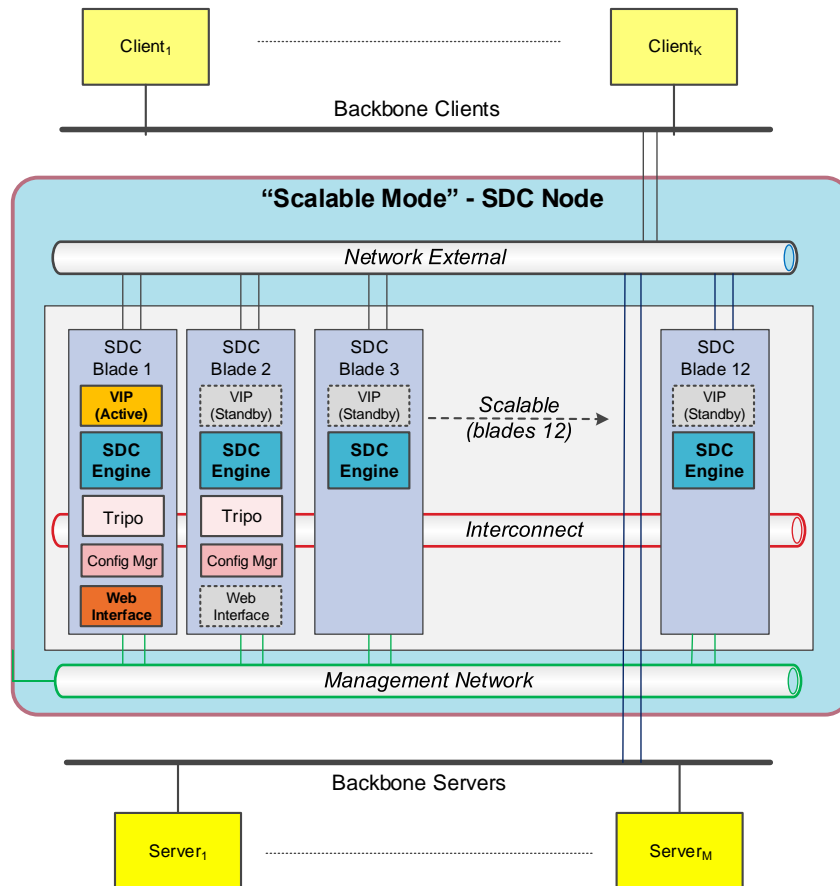 Client₁
Client_K
Backbone Clients
“Scalable Mode” - SDC Node
Network External
SDC
Blade 1
VIP
(Active)
SDC
Engine
Tripo
Config Mgr
Web
Interface
SDC
Blade 2
VIP
(Standby)
SDC
Engine
Tripo
Config Mgr
Web
Interface
SDC
Blade 3
VIP
(Standby)
SDC
Engine
Scalable
(blades 12)
SDC
Blade 12
VIP
(Standby)
SDC
Engine
Interconnect
Management Network
Backbone Servers
Server₁
Server_M